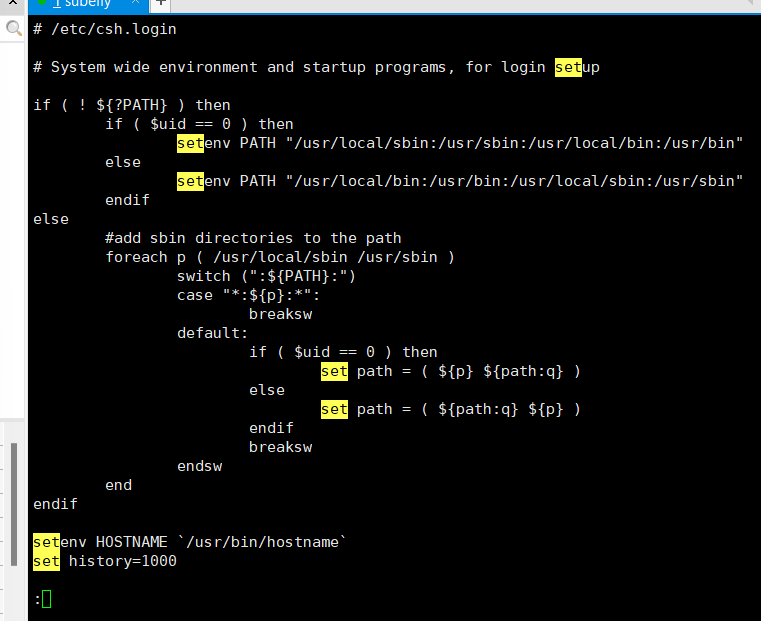 1 subefly
# /etc/csh.login
# System wide environment and startup programs, for login setup
if ( ! ${?PATH} ) then
        if ( $uid == 0 ) then
                setenv PATH "/usr/local/sbin:/usr/sbin:/usr/local/bin:/usr/bin"
        else
                setenv PATH "/usr/local/bin:/usr/bin:/usr/local/sbin:/usr/sbin"
        endif
else
        #add sbin directories to the path
        foreach p ( /usr/local/sbin /usr/sbin )
                switch (":${PATH}:")
                case "*:${p}:*":
                        breaksw
                default:
                        if ( $uid == 0 ) then
                                set path = ( ${p} ${path:q} )
                        else
                                set path = ( ${path:q} ${p} )
                        endif
                        breaksw
                endsw
        end
endif
setenv HOSTNAME `/usr/bin/hostname`
set history=1000
: